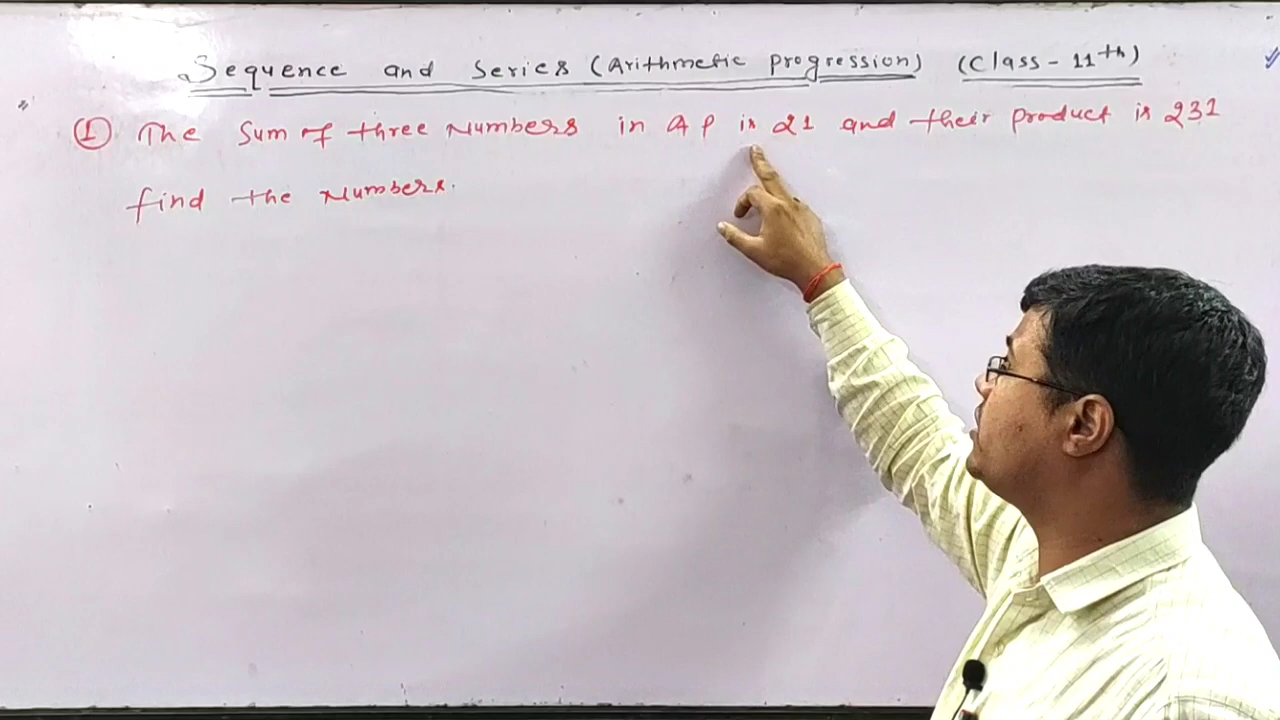 Sequence and Series (Arithmetic progression) (Class-11th)
① The Sum of three Numbers in AP is 21 and their product is 231
find the Numbers.